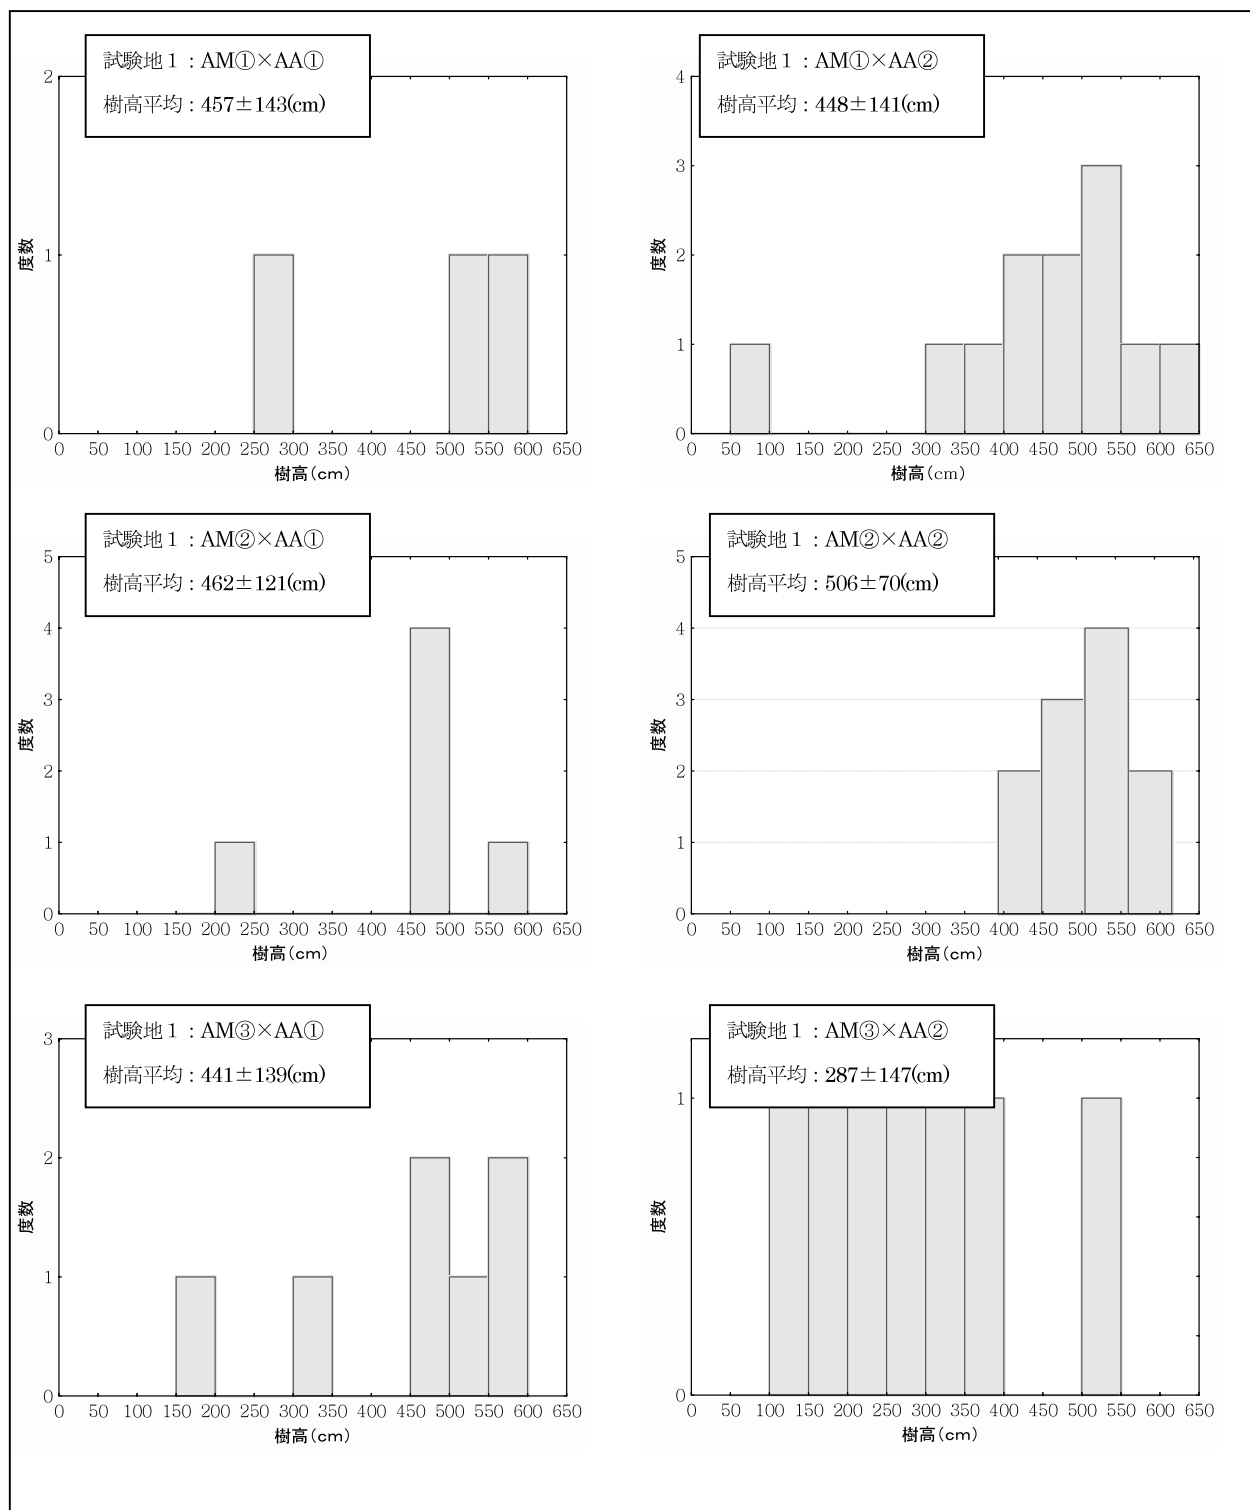 試験地１：AM①×AA①
樹高平均：457±143(cm)
2
1
0
度数
0 50 100 150 200 250 300 350 400 450 500 550 600 650
樹高(cm)
試験地１：AM①×AA②
樹高平均：448±141(cm)
4
3
2
1
0
度数
0 50 100 150 200 250 300 350 400 450 500 550 600 650
樹高(cm)
試験地１：AM②×AA①
樹高平均：462±121(cm)
5
4
3
2
1
0
度数
0 50 100 150 200 250 300 350 400 450 500 550 600 650
樹高(cm)
試験地１：AM②×AA②
樹高平均：506±70(cm)
5
4
3
2
1
0
度数
0 50 100 150 200 250 300 350 400 450 500 550 600 650
樹高(cm)
試験地１：AM③×AA①
樹高平均：441±139(cm)
3
2
1
0
度数
0 50 100 150 200 250 300 350 400 450 500 550 600 650
樹高(cm)
試験地１：AM③×AA②
樹高平均：287±147(cm)
1
0
度数
0 50 100 150 200 250 300 350 400 450 500 550 600 650
樹高(cm)